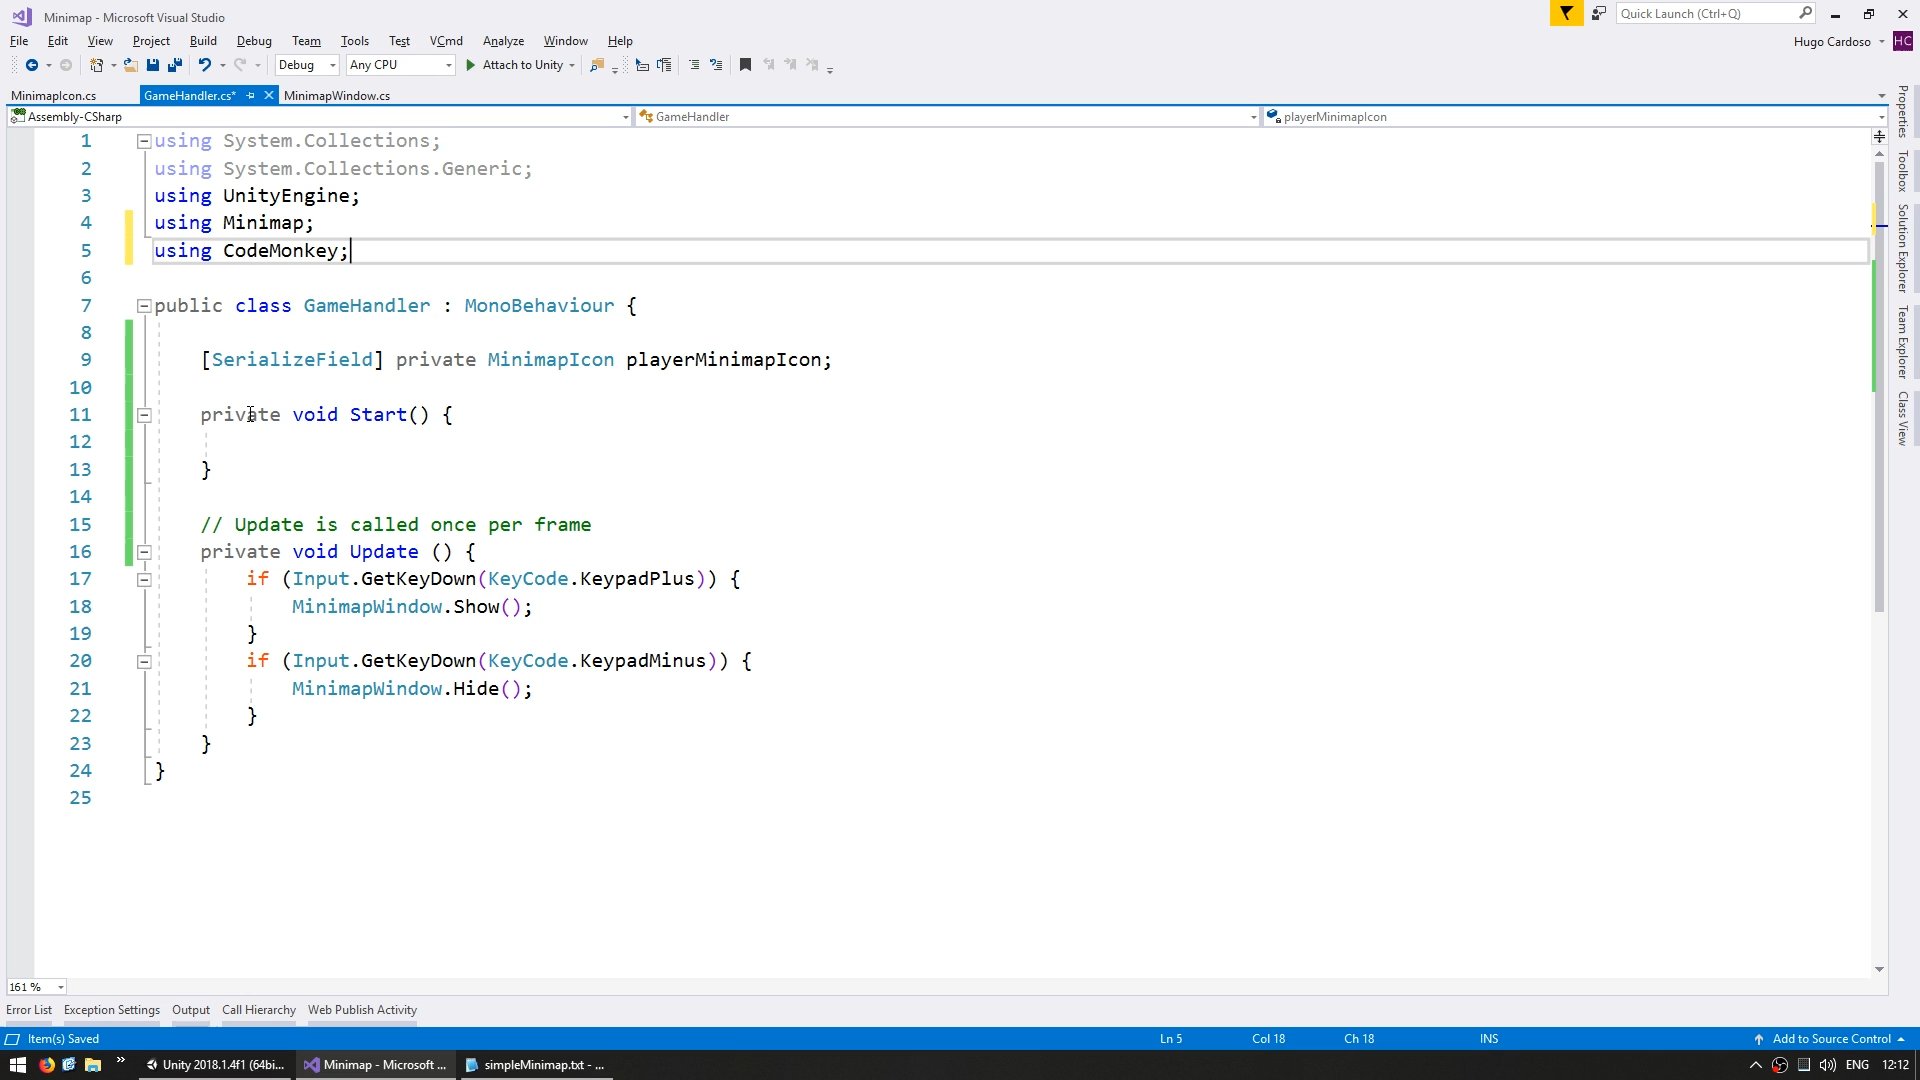 Minimap - Microsoft Visual Studio
Quick Launch (Ctrl+Q)
File Edit View Project Build Debug Team Tools Test VCmd Analyze Window Help
Hugo Cardoso HC
Debug Any CPU Attach to Unity
MinimapIcon.cs GameHandler.cs* MinimapWindow.cs
Assembly-CSharp GameHandler playerMinimapIcon
1 using System.Collections;
2 using System.Collections.Generic;
3 using UnityEngine;
4 using Minimap;
5 using CodeMonkey;
6
7 public class GameHandler : MonoBehaviour {
8
9 [SerializeField] private MinimapIcon playerMinimapIcon;
10
11 private void Start() {
12
13 }
14
15 // Update is called once per frame
16 private void Update () {
17 if (Input.GetKeyDown(KeyCode.KeypadPlus)) {
18 MinimapWindow.Show();
19 }
20 if (Input.GetKeyDown(KeyCode.KeypadMinus)) {
21 MinimapWindow.Hide();
22 }
23 }
24 }
25
Properties
Toolbox
Solution Explorer
Team Explorer
Class View
161 %
Error List Exception Settings Output Call Hierarchy Web Publish Activity
Item(s) Saved Ln 5 Col 18 Ch 18 INS Add to Source Control
» Unity 2018.1.4f1 (64bi... Minimap - Microsoft ... simpleMinimap.txt - ... ENG 12:12